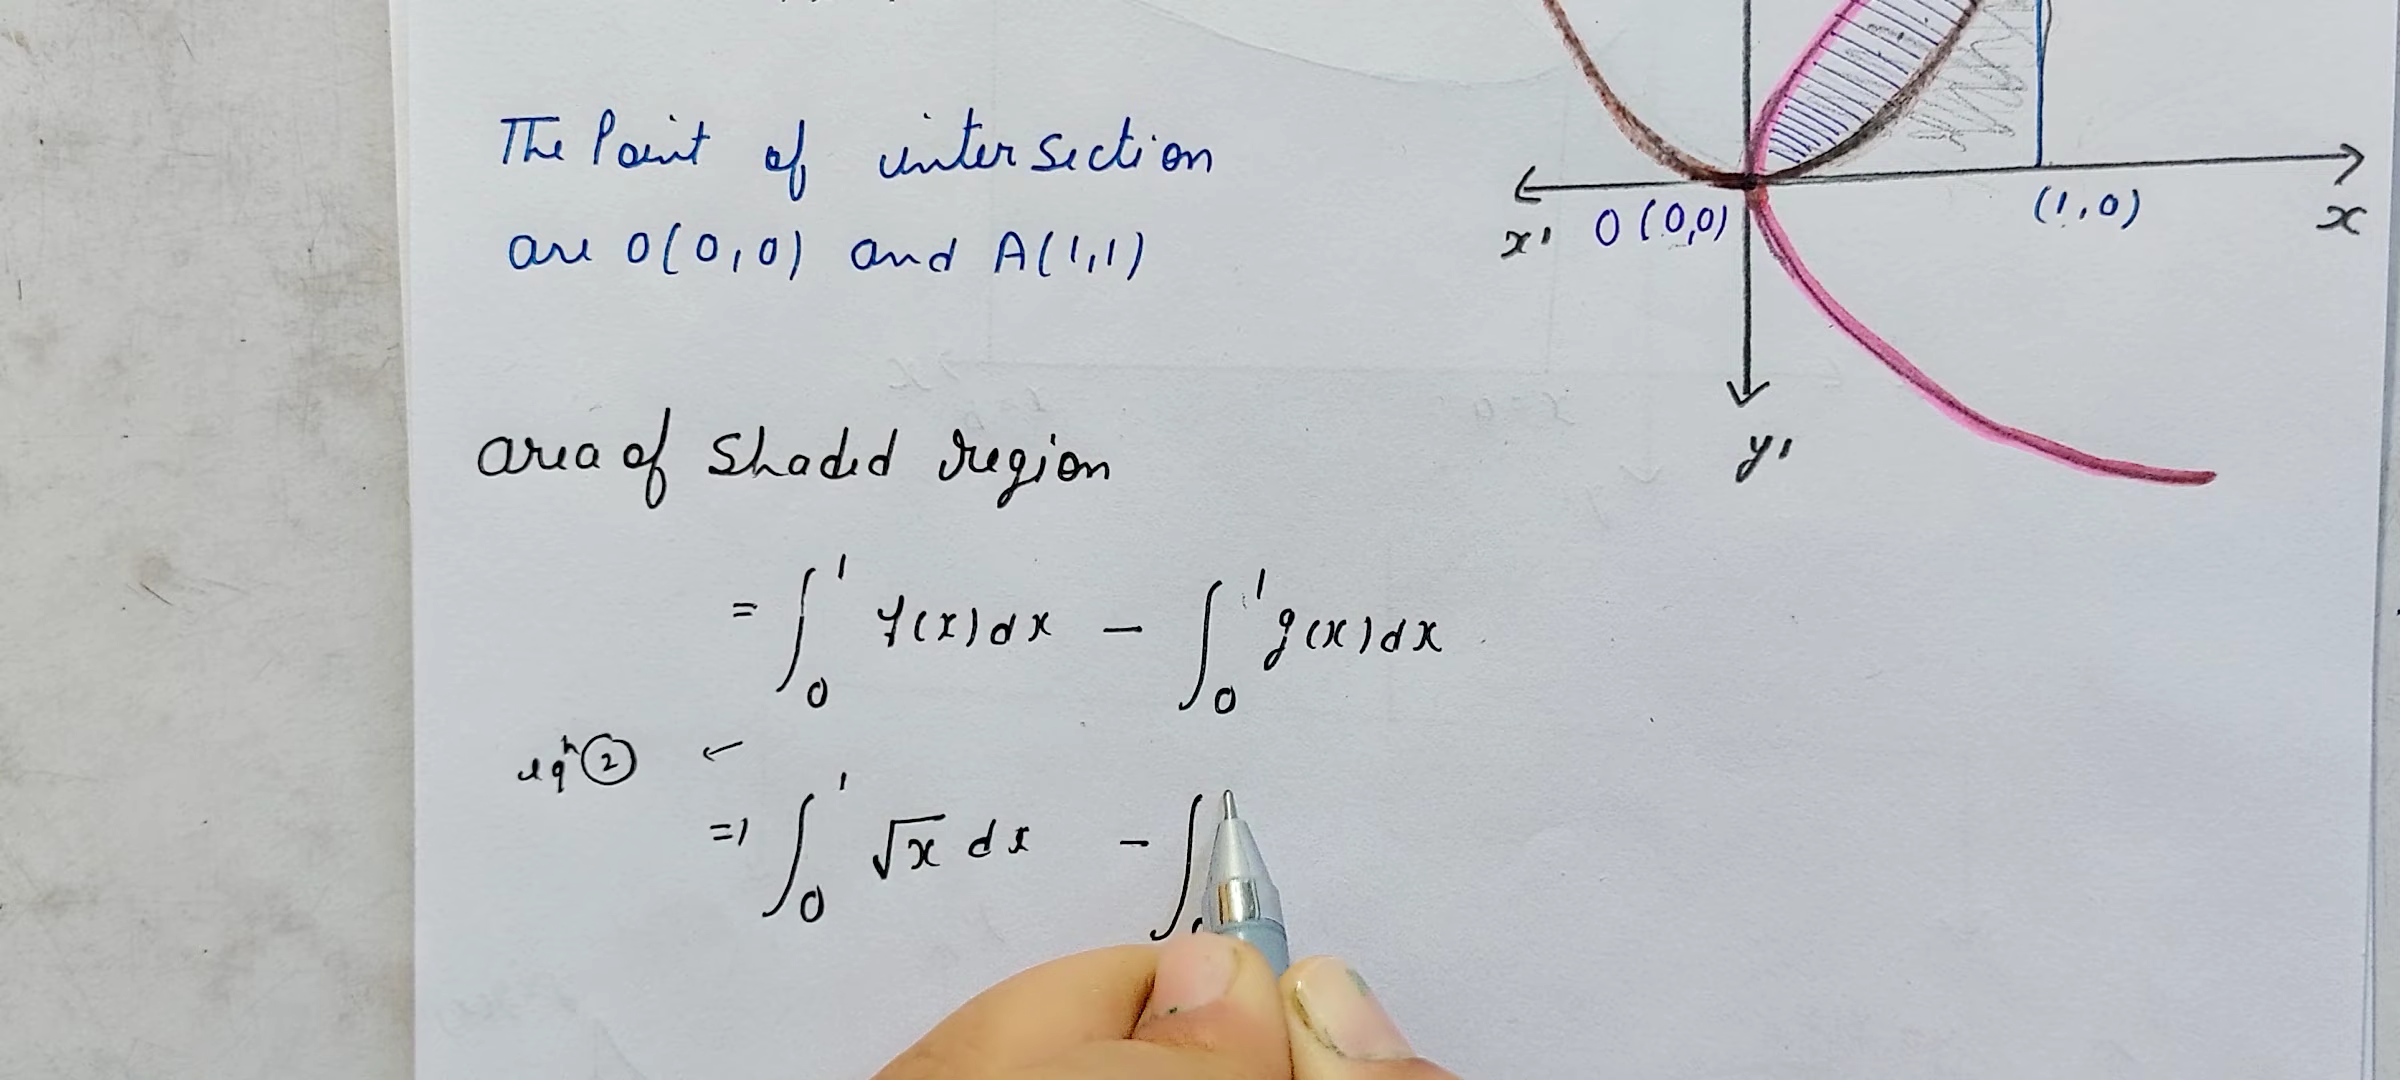 The Point of intersection
are O(0,0) and A(1,1)
x' O (0,0) (1,0) x
y'
area of Shaded region
= ∫₀¹ f(x)dx - ∫₀¹ g(x)dx
eqⁿ ② ←
=) ∫₀¹ √x dx - ∫